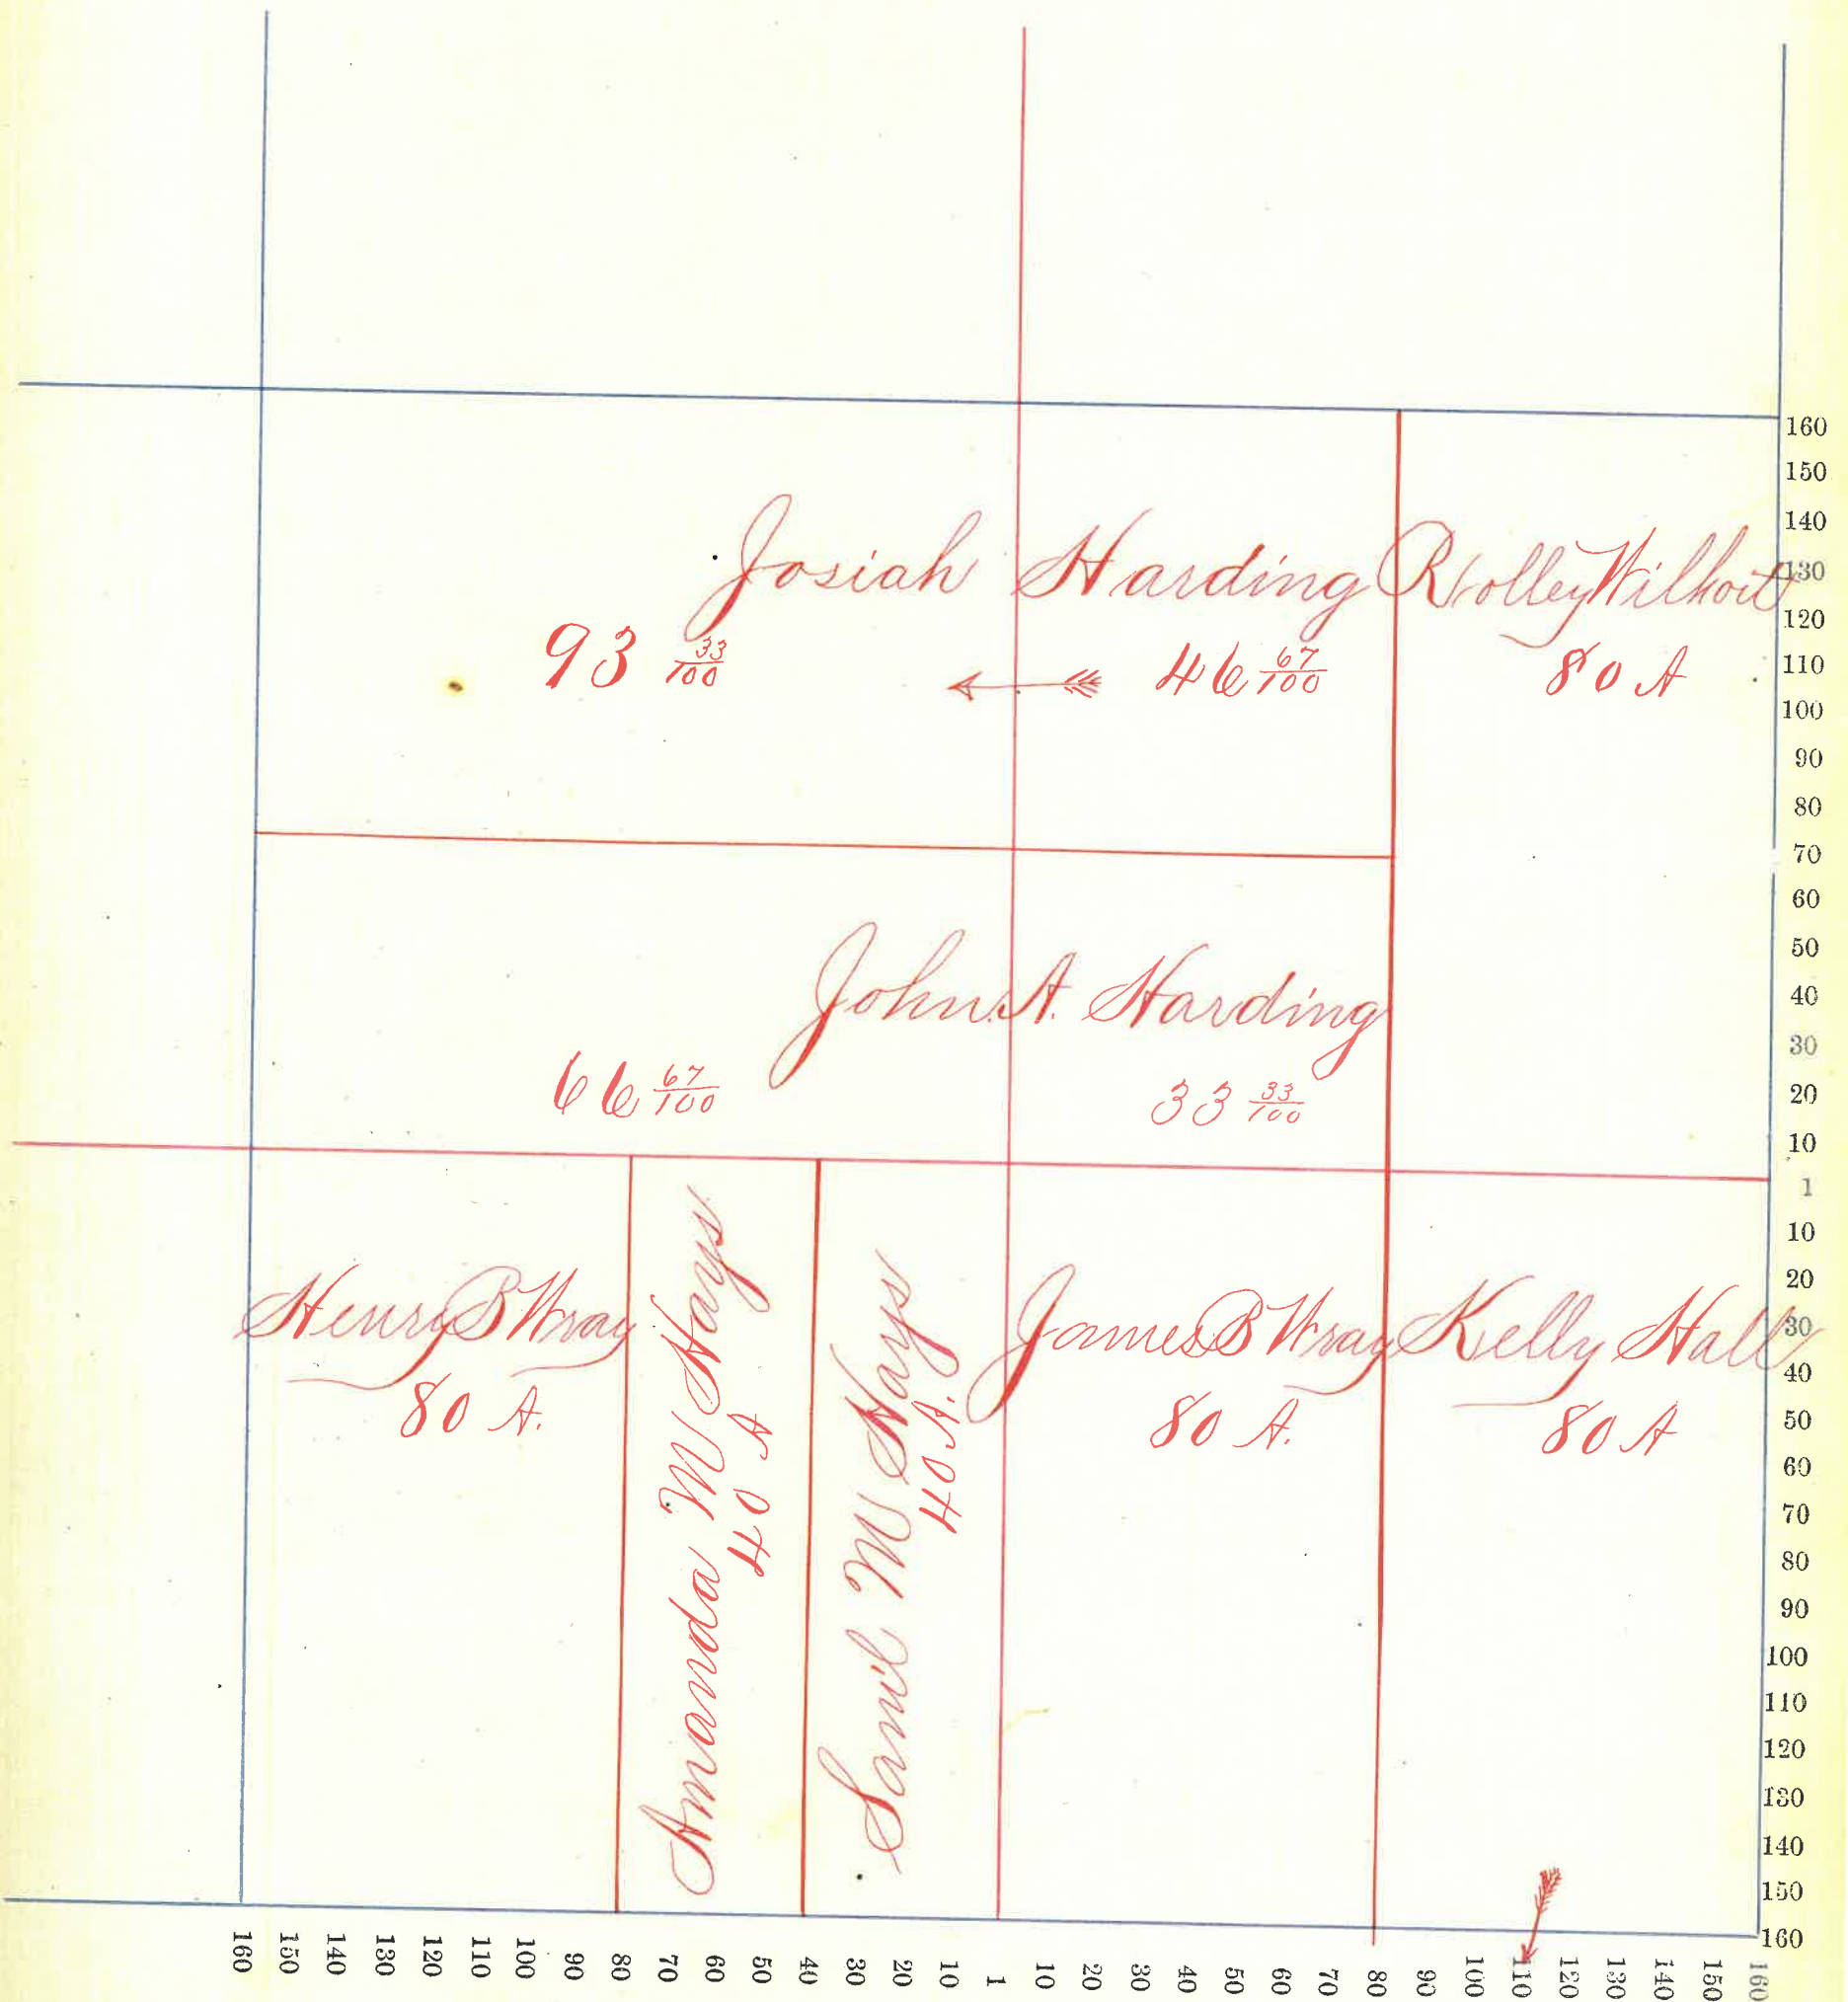 Josiah Harding
93 33/100
46 67/100
Rolley Wilhoit
80 A
John A. Harding
66 67/100
33 33/100
Henry B Wray
80 A.
Amanda M Hays
40 A
Saml M Hays
40 A.
James B Wray
80 A.
Kelly Hall
80 A
160
150
140
130
120
110
100
90
80
70
60
50
40
30
20
10
1
10
20
30
40
50
60
70
80
90
100
110
120
130
140
150
160
160 150 140 130 120 110 100 90 80 70 60 50 40 30 20 10 1 10 20 30 40 50 60 70 80 90 100 110 120 130 140 150 160